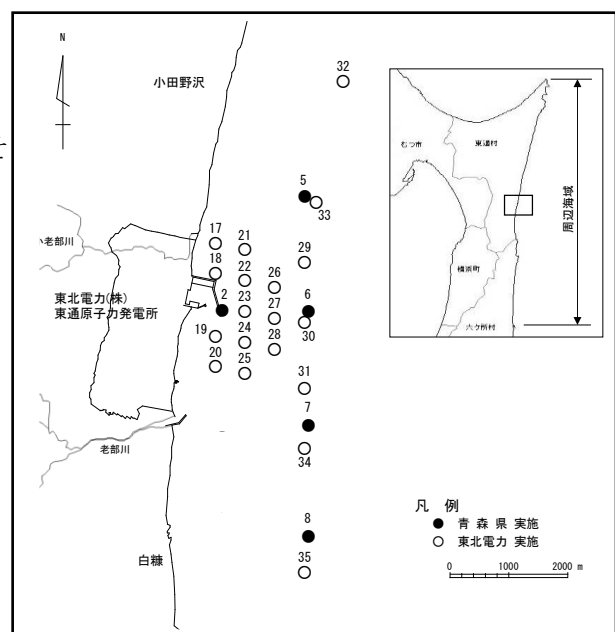 N
小田野沢
32
5
33
17
21
小老部川
29
18
22
26
東北電力(株)
東通原子力発電所
2
23
27
6
30
19
24
28
20
25
31
7
34
老部川
8
白糠
35
むつ市
東通村
横浜町
六ケ所村
周辺海域
凡 例
● 青 森 県 実施
○ 東北電力 実施
0 1000 2000 m